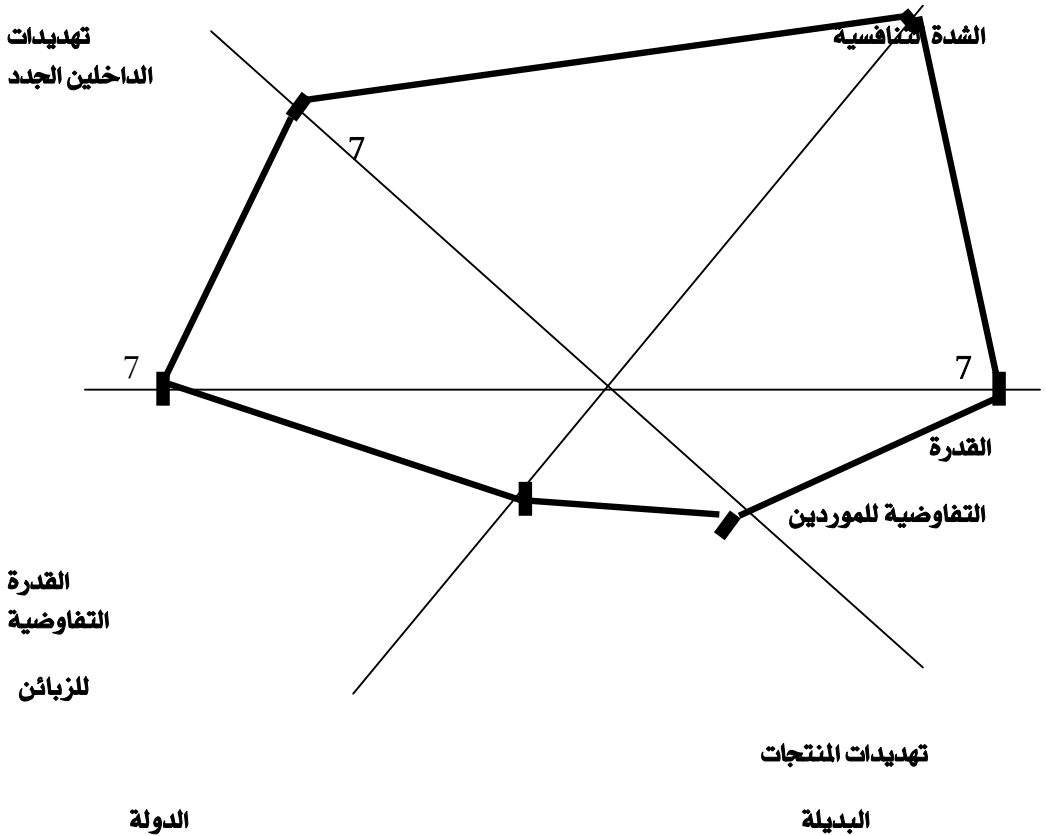 تهديدات
الداخلين الجدد
الشدة التنافسية
7
7
7
القدرة
التفاوضية للموردين
القدرة
التفاوضية
للزبائن
تهديدات المنتجات
البديلة
الدولة